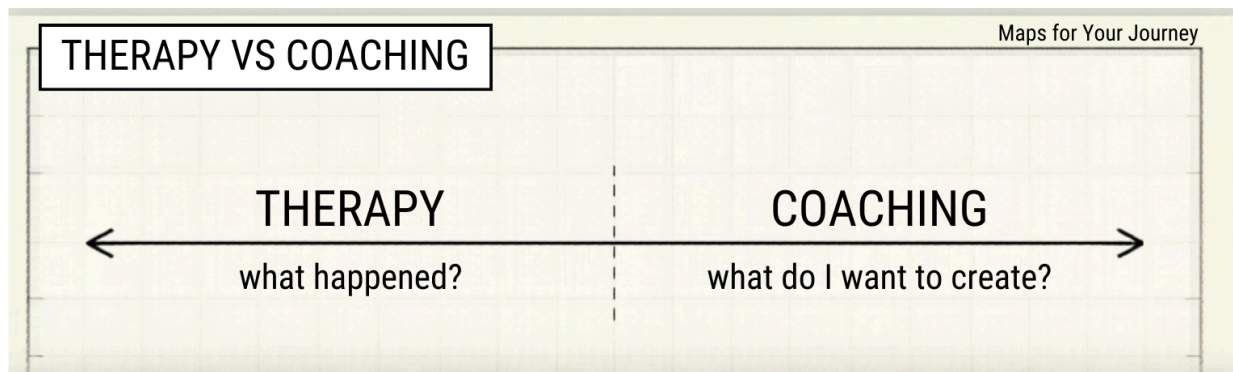 Maps for Your Journey
THERAPY VS COACHING
THERAPY
COACHING
what happened?
what do I want to create?